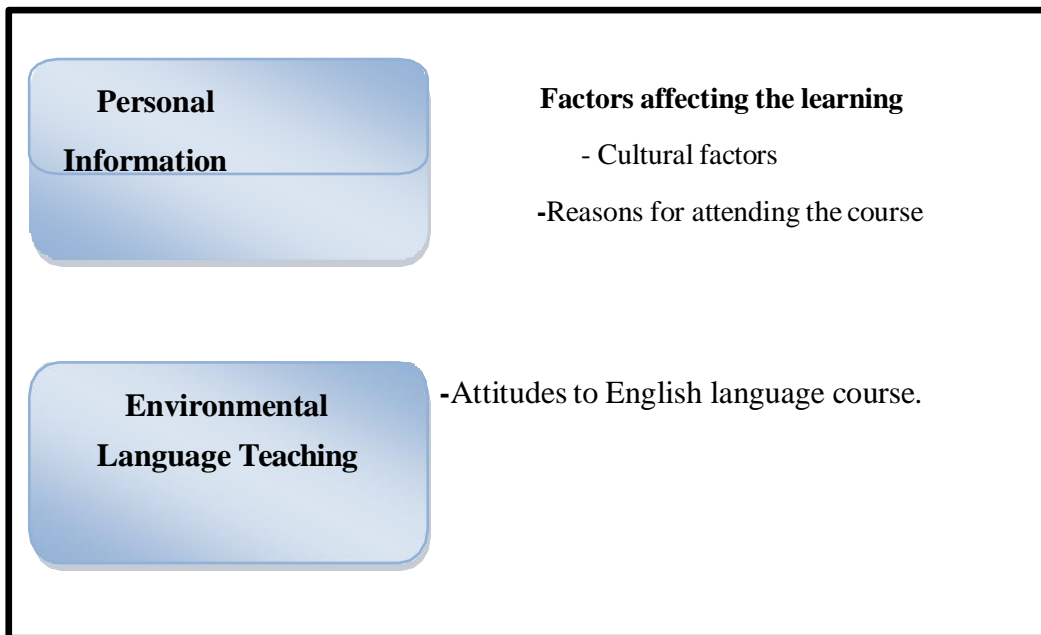 Personal
Information
Factors affecting the learning
- Cultural factors
-Reasons for attending the course
Environmental
Language Teaching
-Attitudes to English language course.